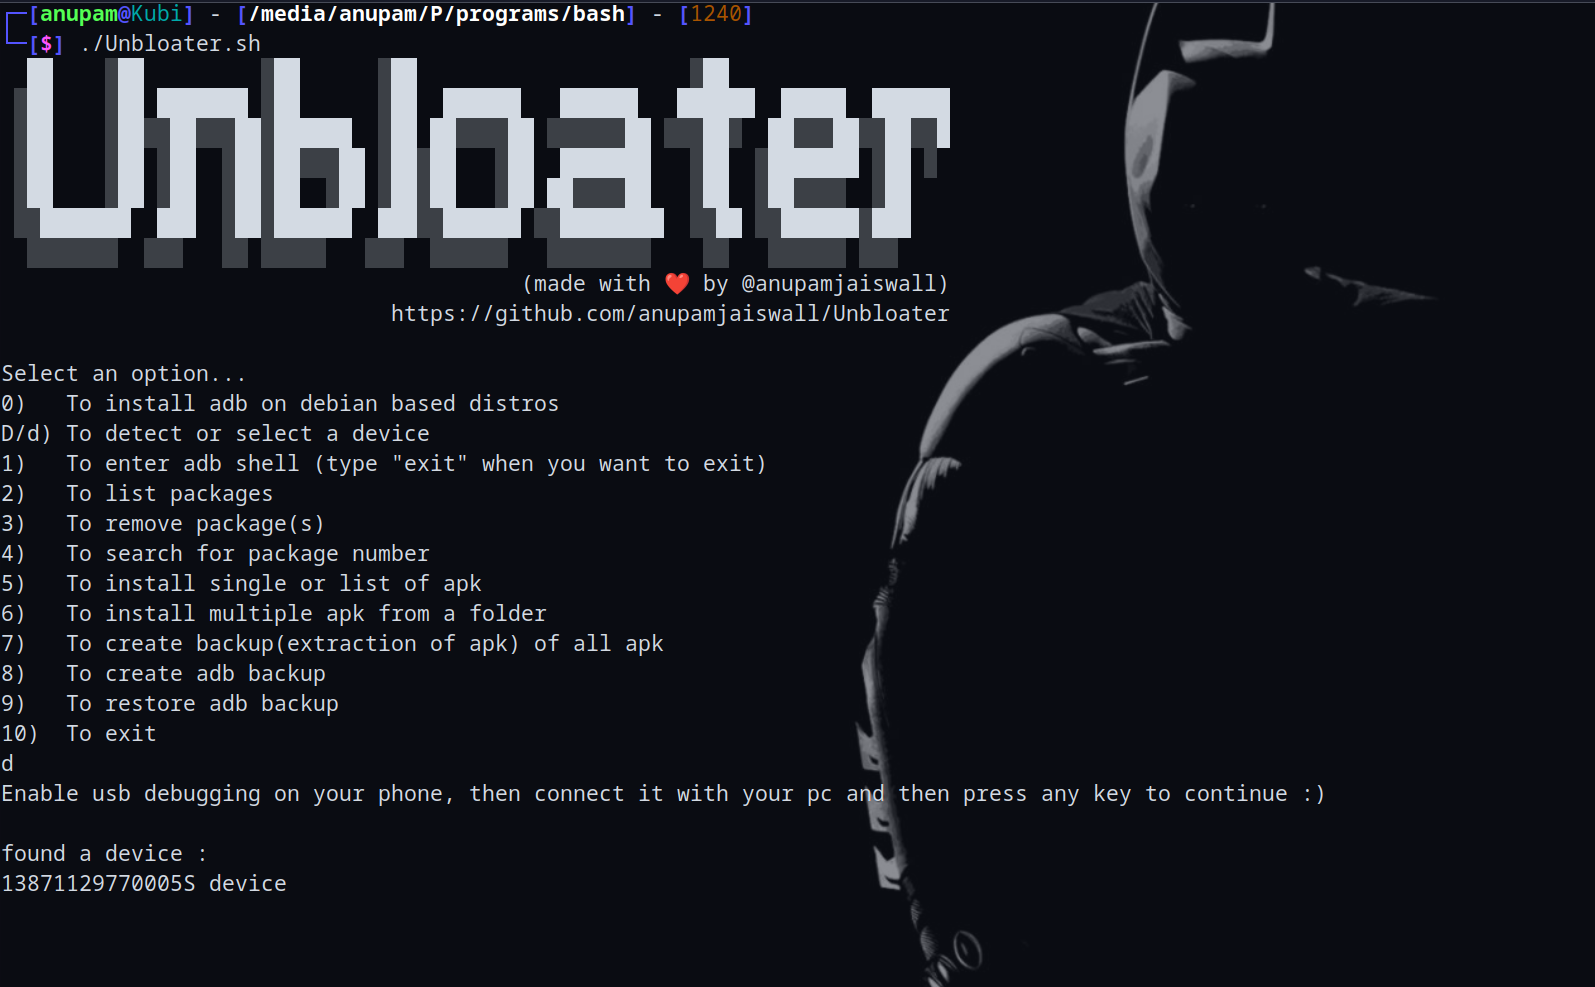 [anupam@Kubi] - [/media/anupam/P/programs/bash] - [1240]
[$] ./Unbloater.sh
Unbloater
(made with ❤️ by @anupamjaiswall)
https://github.com/anupamjaiswall/Unbloater
Select an option...
0)   To install adb on debian based distros
D/d) To detect or select a device
1)   To enter adb shell (type "exit" when you want to exit)
2)   To list packages
3)   To remove package(s)
4)   To search for package number
5)   To install single or list of apk
6)   To install multiple apk from a folder
7)   To create backup(extraction of apk) of all apk
8)   To create adb backup
9)   To restore adb backup
10)  To exit
d
Enable usb debugging on your phone, then connect it with your pc and then press any key to continue :)
found a device :
13871129770005S device